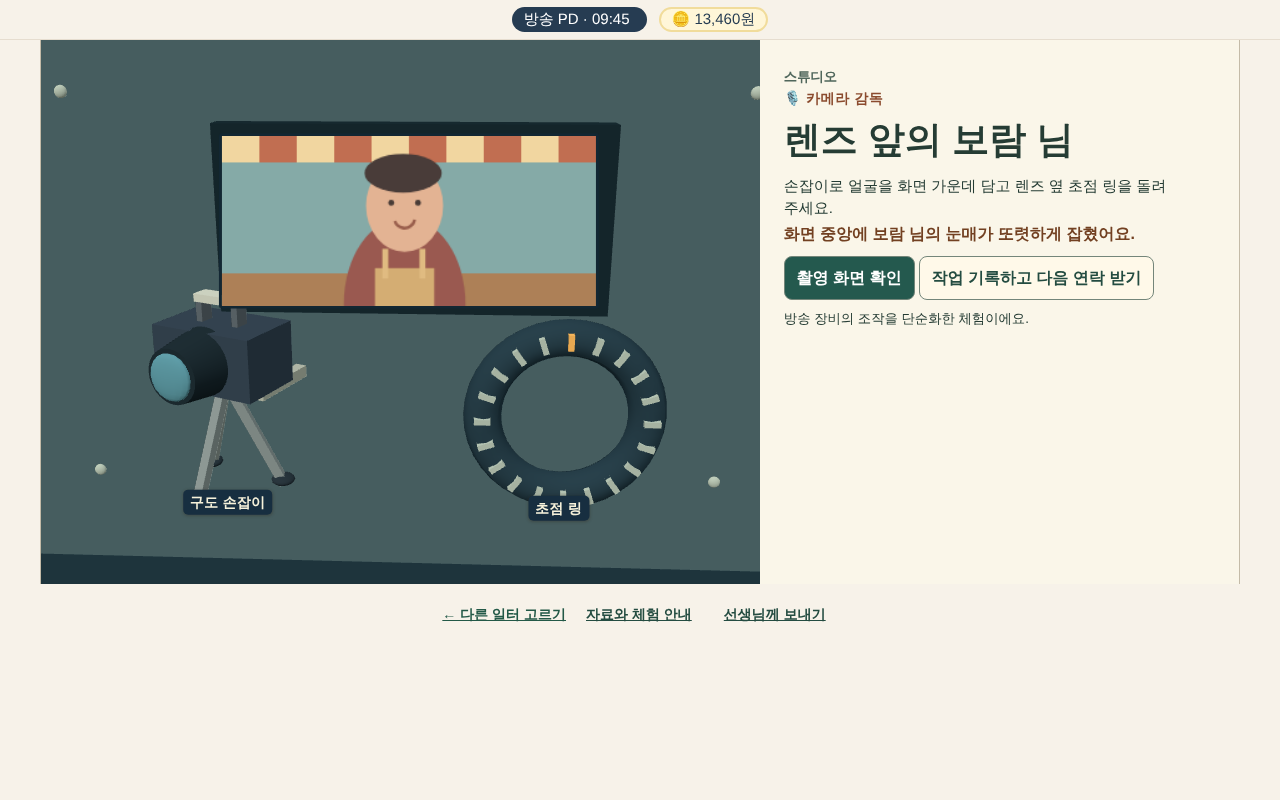 방송 PD · 09:45
🪙 13,460원
스튜디오
🎙️ 카메라 감독
렌즈 앞의 보람 님
손잡이로 얼굴을 화면 가운데 담고 렌즈 옆 초점 링을 돌려
주세요.
화면 중앙에 보람 님의 눈매가 또렷하게 잡혔어요.
촬영 화면 확인
작업 기록하고 다음 연락 받기
방송 장비의 조작을 단순화한 체험이에요.
구도 손잡이
초점 링
← 다른 일터 고르기
자료와 체험 안내
선생님께 보내기